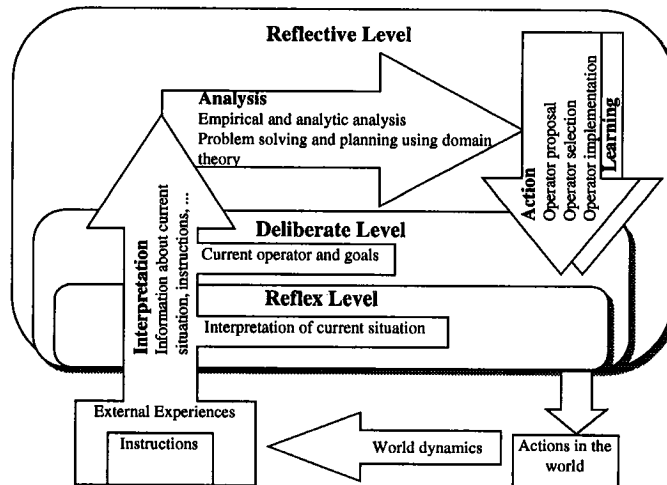 Reflective Level
Analysis
Empirical and analytic analysis
Problem solving and planning using domain
theory
Action
Operator proposal
Operator selection
Operator implementation
Learning
Deliberate Level
Current operator and goals
Reflex Level
Interpretation of current situation
Interpretation
Information about current
situation, instructions, ...
External Experiences
Instructions
World dynamics
Actions in the
world